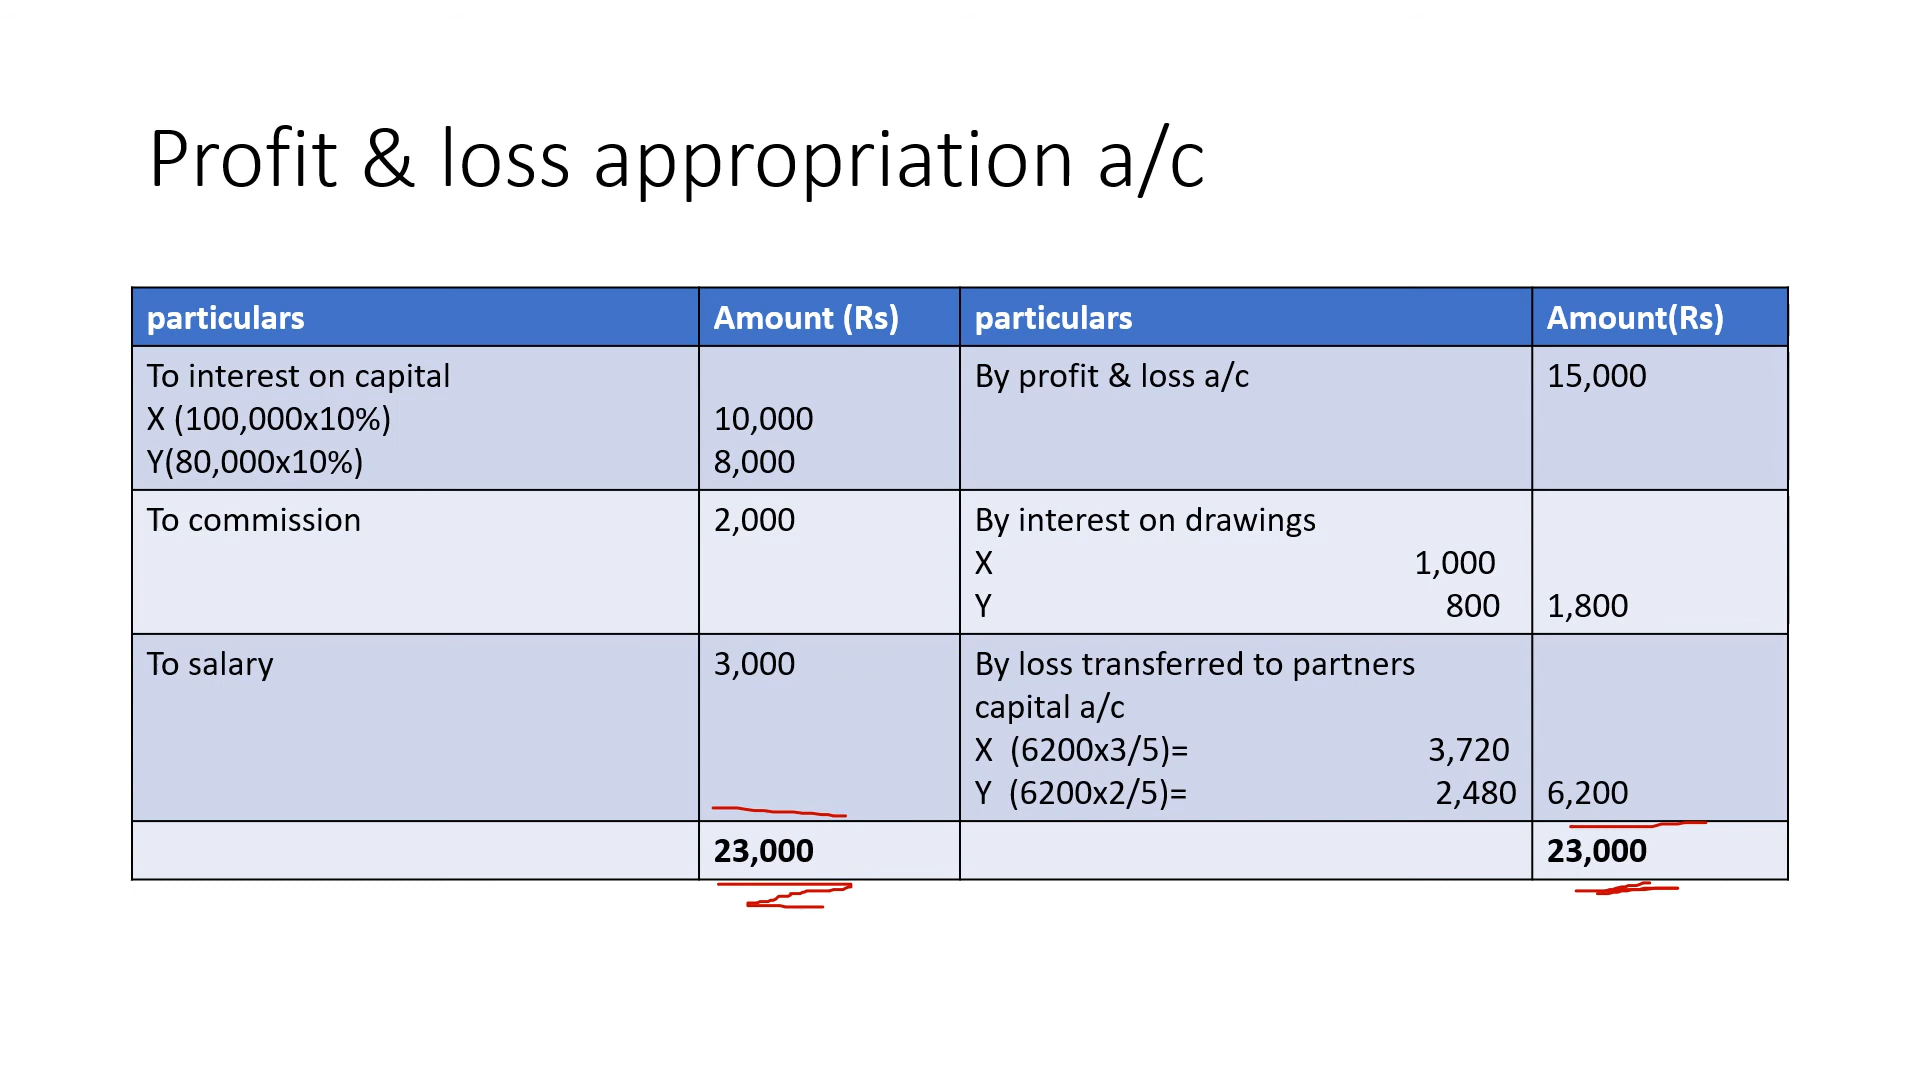 Profit & loss appropriation a/c
particulars Amount (Rs) particulars Amount(Rs)
To interest on capital By profit & loss a/c 15,000
X (100,000x10%) 10,000
Y(80,000x10%) 8,000
To commission 2,000 By interest on drawings
X 1,000
Y 800 1,800
To salary 3,000 By loss transferred to partners
capital a/c
X (6200x3/5)= 3,720
Y (6200x2/5)= 2,480 6,200
23,000 23,000